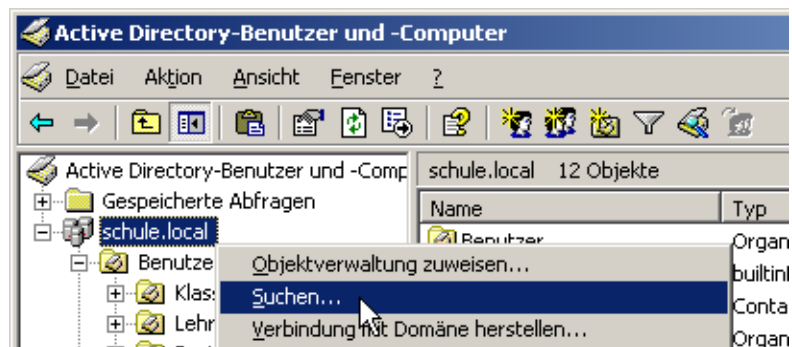 Active Directory-Benutzer und -Computer
Datei Aktion Ansicht Fenster ?
Active Directory-Benutzer und -Comp
schule.local 12 Objekte
Gespeicherte Abfragen
Name Typ
schule.local
Benutzer
Organ
Benutze
Objektverwaltung zuweisen...
builtin
Klas
Suchen...
Conta
Lehr
Verbindung mit Domäne herstellen...
Organ